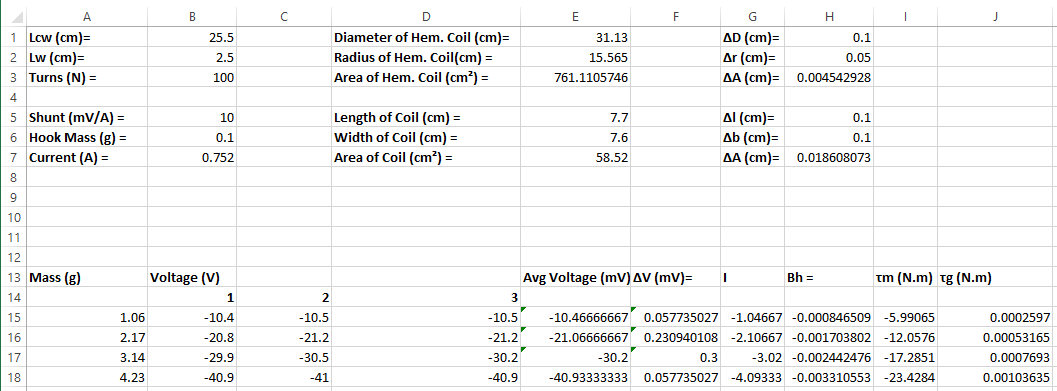 A B C D E F G H I J
1 Lcw (cm)= 25.5 Diameter of Hem. Coil (cm)= 31.13 ΔD (cm)= 0.1
2 Lw (cm)= 2.5 Radius of Hem. Coil(cm) = 15.565 Δr (cm)= 0.05
3 Turns (N) = 100 Area of Hem. Coil (cm²) = 761.1105746 ΔA (cm)= 0.004542928
4
5 Shunt (mV/A) = 10 Length of Coil (cm) = 7.7 Δl (cm)= 0.1
6 Hook Mass (g) = 0.1 Width of Coil (cm) = 7.6 Δb (cm)= 0.1
7 Current (A) = 0.752 Area of Coil (cm²) = 58.52 ΔA (cm)= 0.018608073
8
9
10
11
12
13 Mass (g) Voltage (V) Avg Voltage (mV) ΔV (mV)= I Bh = τm (N.m) τg (N.m)
14 1 2 3
15 1.06 -10.4 -10.5 -10.5 -10.46666667 0.057735027 -1.04667 -0.000846509 -5.99065 0.0002597
16 2.17 -20.8 -21.2 -21.2 -21.06666667 0.230940108 -2.10667 -0.001703802 -12.0576 0.00053165
17 3.14 -29.9 -30.5 -30.2 -30.2 0.3 -3.02 -0.002442476 -17.2851 0.0007693
18 4.23 -40.9 -41 -40.9 -40.93333333 0.057735027 -4.09333 -0.003310553 -23.4284 0.00103635